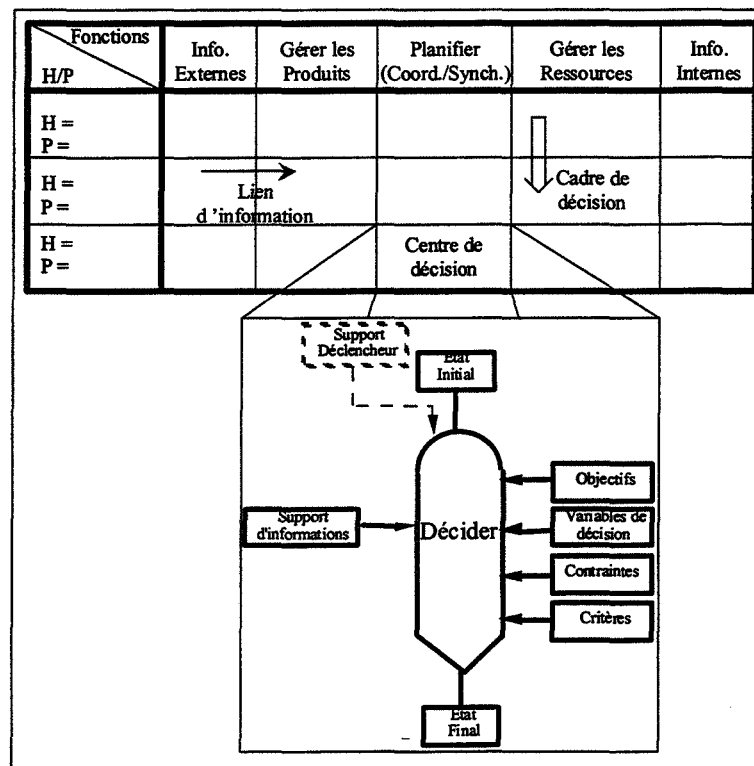 Fonctions
H/P
Info.
Externes
Gérer les
Produits
Planifier
(Coord./Synch.)
Gérer les
Ressources
Info.
Internes
H =
P =
H =
P =
Lien
d 'information
Cadre de
décision
H =
P =
Centre de
décision
Support
Déclencheur
Etat
Initial
Objectifs
Support
d'informations
Décider
Variables de
décision
Contraintes
Critères
Etat
Final